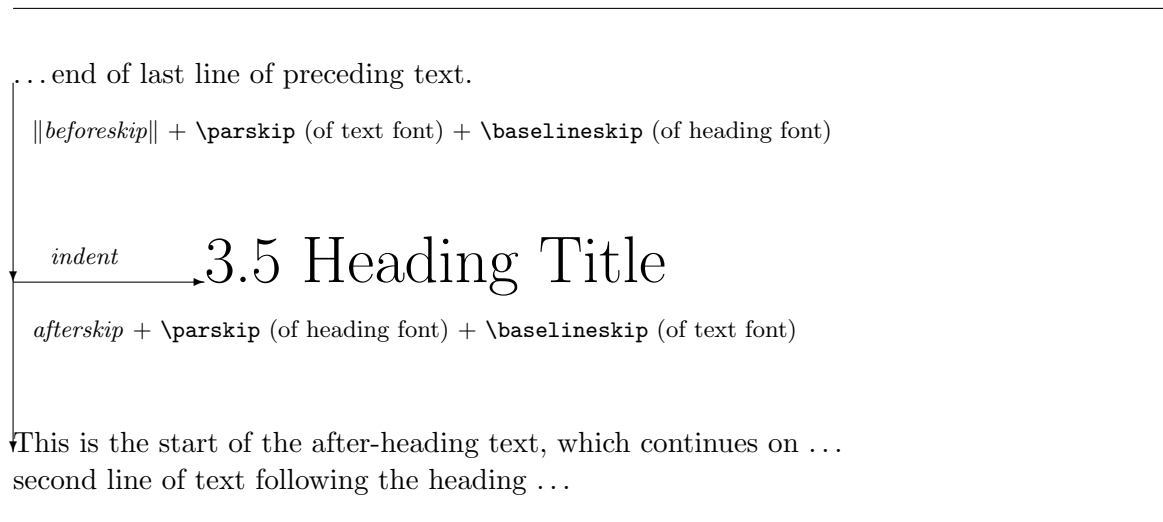 ...end of last line of preceding text.
‖beforeskip‖ + \parskip (of text font) + \baselineskip (of heading font)
indent
3.5 Heading Title
afterskip + \parskip (of heading font) + \baselineskip (of text font)
This is the start of the after-heading text, which continues on ...
second line of text following the heading ...